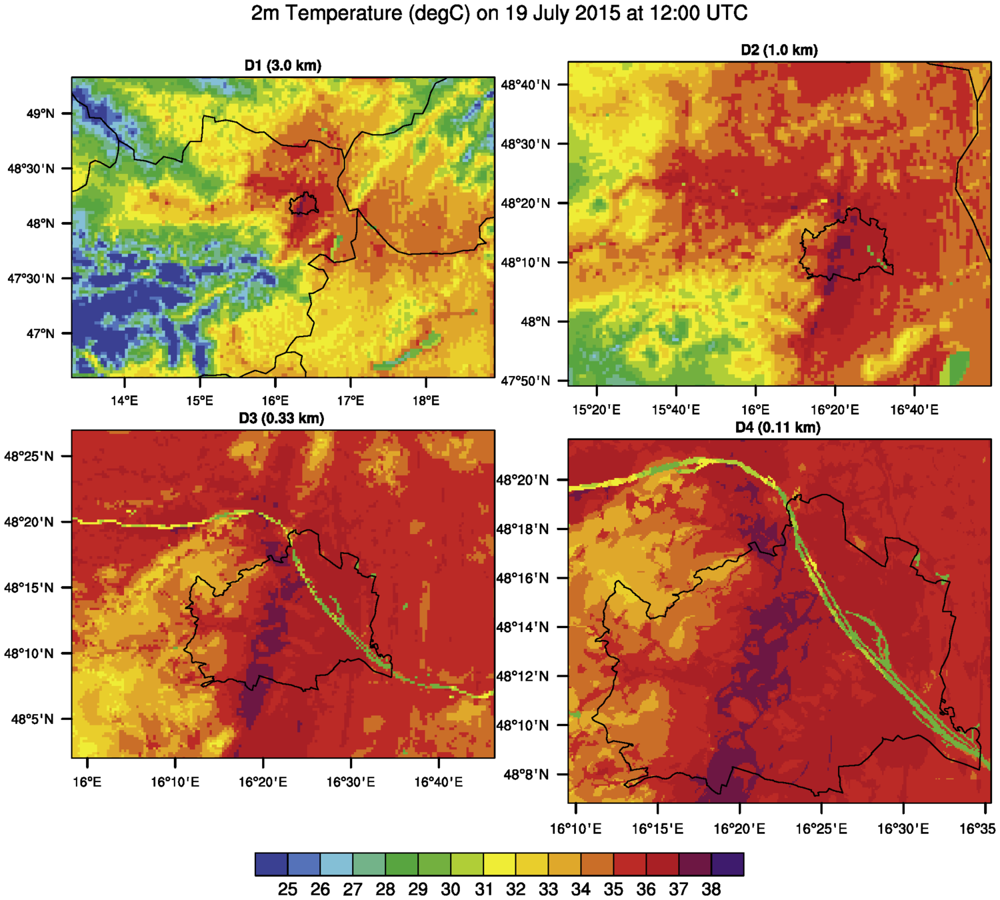 2m Temperature (degC) on 19 July 2015 at 12:00 UTC
D1 (3.0 km)
49°N
48°30'N
48°N
47°30'N
47°N
14°E 15°E 16°E 17°E 18°E
D2 (1.0 km)
48°40'N
48°30'N
48°20'N
48°10'N
48°N
47°50'N
15°20'E 15°40'E 16°E 16°20'E 16°40'E
D3 (0.33 km)
48°25'N
48°20'N
48°15'N
48°10'N
48°5'N
16°E 16°10'E 16°20'E 16°30'E 16°40'E
D4 (0.11 km)
48°20'N
48°18'N
48°16'N
48°14'N
48°12'N
48°10'N
48°8'N
16°10'E 16°15'E 16°20'E 16°25'E 16°30'E 16°35
25 26 27 28 29 30 31 32 33 34 35 36 37 38